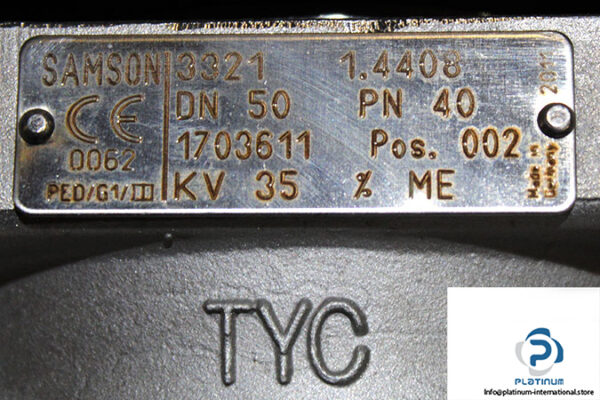 SAMSON 3321 1.4408
CE DN 50 PN 40
0062 1703611 Pos. 002
PED/G1/III KV 35 % ME
2011
Made in
Germany
TYC
P
PLATINUM
Info@platinum-international.store